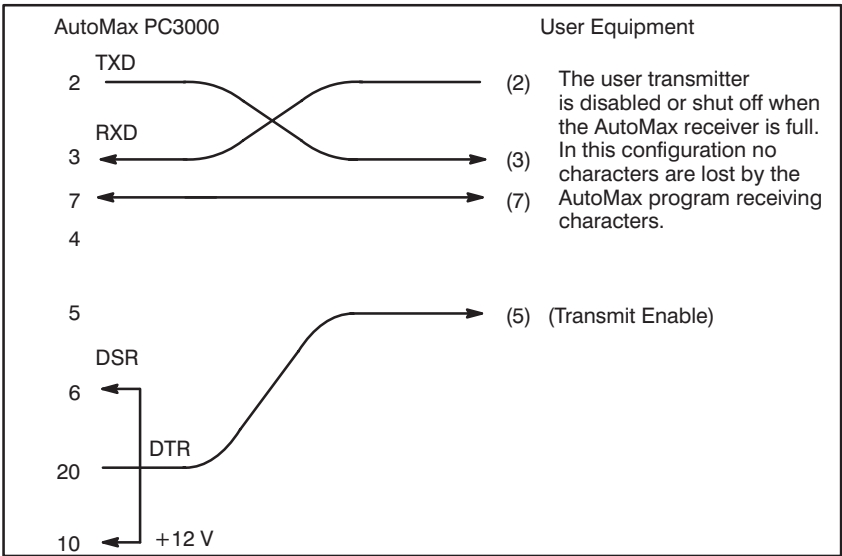 AutoMax PC3000 User Equipment
TXD
2 (2) The user transmitter
is disabled or shut off when
the AutoMax receiver is full.
RXD
3 (3) In this configuration no
characters are lost by the
7 (7) AutoMax program receiving
characters.
4
5 (5) (Transmit Enable)
DSR
6
DTR
20
10 +12 V